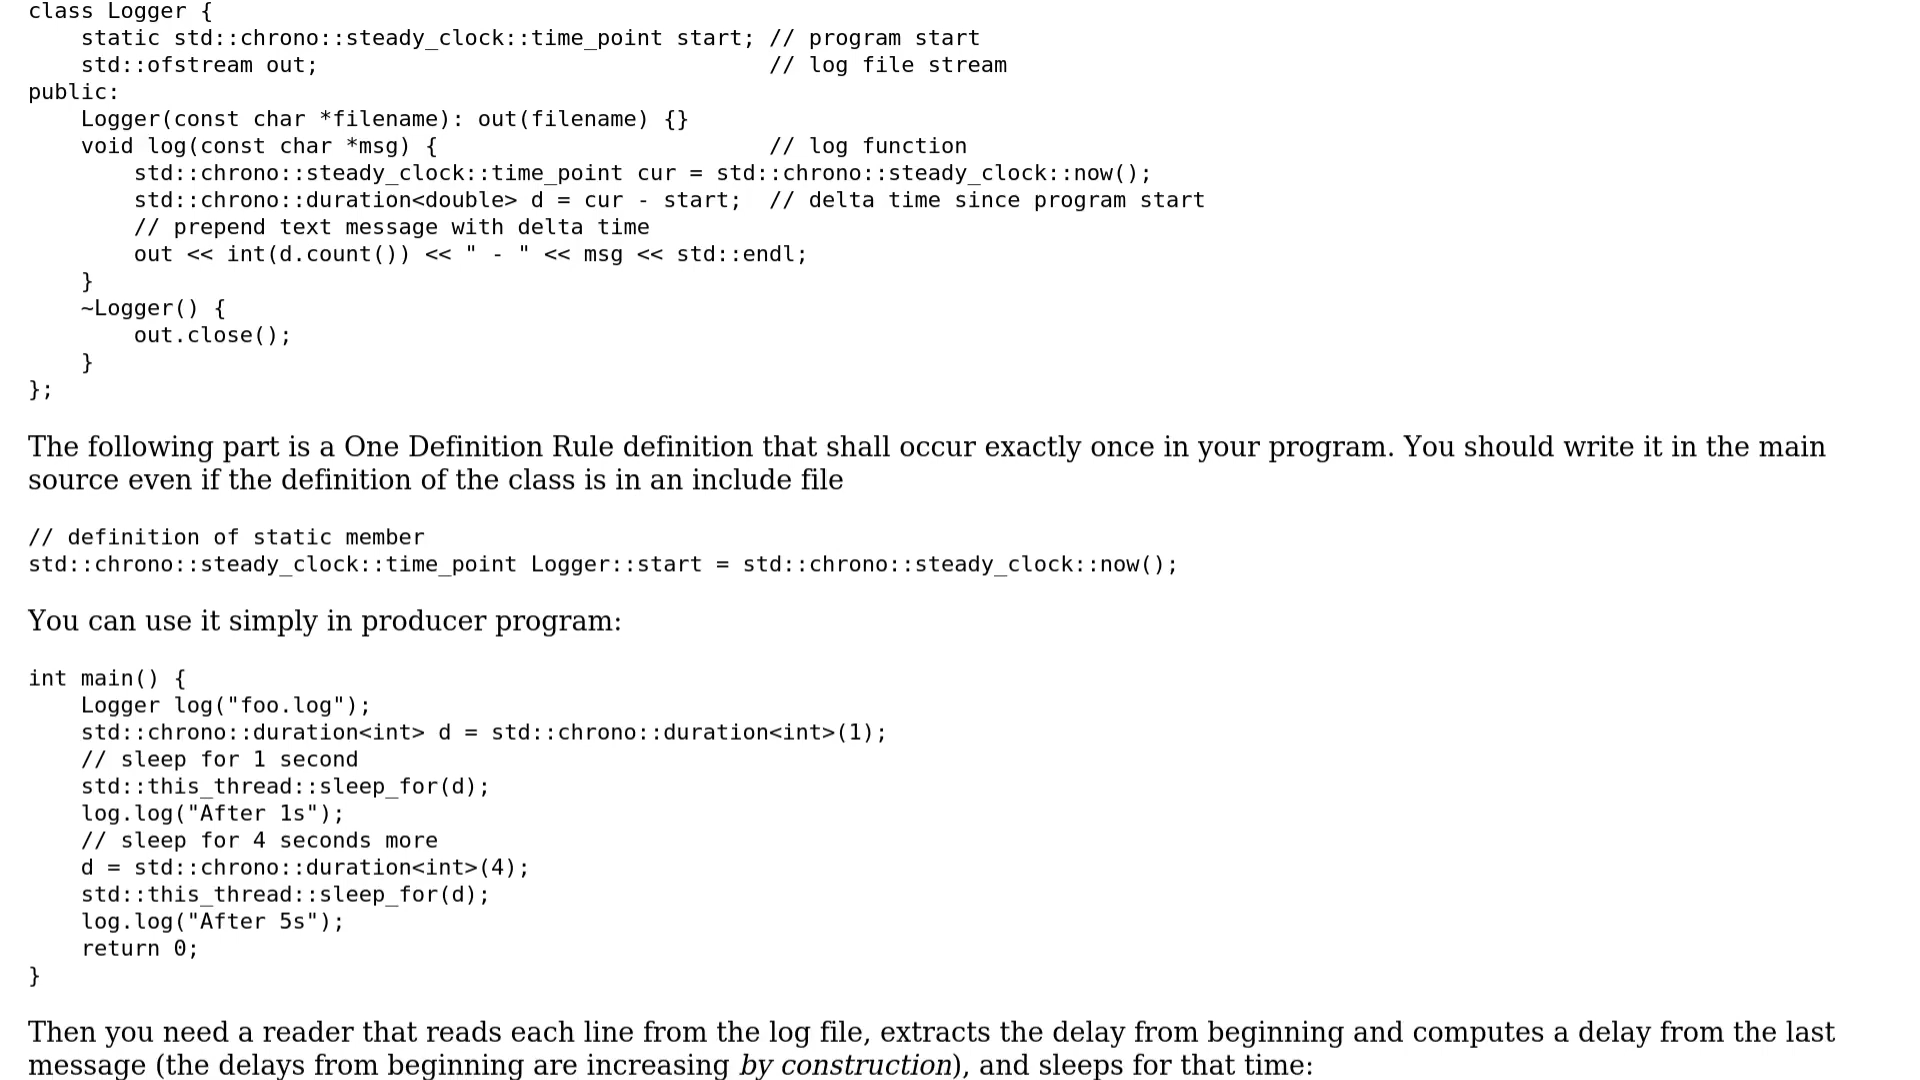 class Logger {
    static std::chrono::steady_clock::time_point start; // program start
    std::ofstream out;                                  // log file stream
public:
    Logger(const char *filename): out(filename) {}
    void log(const char *msg) {                         // log function
        std::chrono::steady_clock::time_point cur = std::chrono::steady_clock::now();
        std::chrono::duration<double> d = cur - start;  // delta time since program start
        // prepend text message with delta time
        out << int(d.count()) << " - " << msg << std::endl;
    }
    ~Logger() {
        out.close();
    }
};
The following part is a One Definition Rule definition that shall occur exactly once in your program. You should write it in the main
source even if the definition of the class is in an include file
// definition of static member
std::chrono::steady_clock::time_point Logger::start = std::chrono::steady_clock::now();
You can use it simply in producer program:
int main() {
    Logger log("foo.log");
    std::chrono::duration<int> d = std::chrono::duration<int>(1);
    // sleep for 1 second
    std::this_thread::sleep_for(d);
    log.log("After 1s");
    // sleep for 4 seconds more
    d = std::chrono::duration<int>(4);
    std::this_thread::sleep_for(d);
    log.log("After 5s");
    return 0;
}
Then you need a reader that reads each line from the log file, extracts the delay from beginning and computes a delay from the last
message (the delays from beginning are increasing by construction), and sleeps for that time: